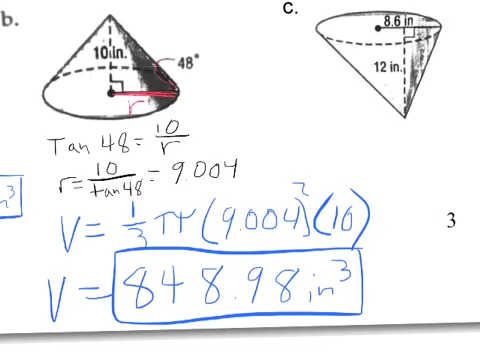 b.
c.
8.6 in
10 in.
48°
12 in.
r
Tan 48 = 10/r
r = 10/tan 48 = 9.004
n³
V = 1/3 π (9.004)² (10)
3
V = 848.98 in³